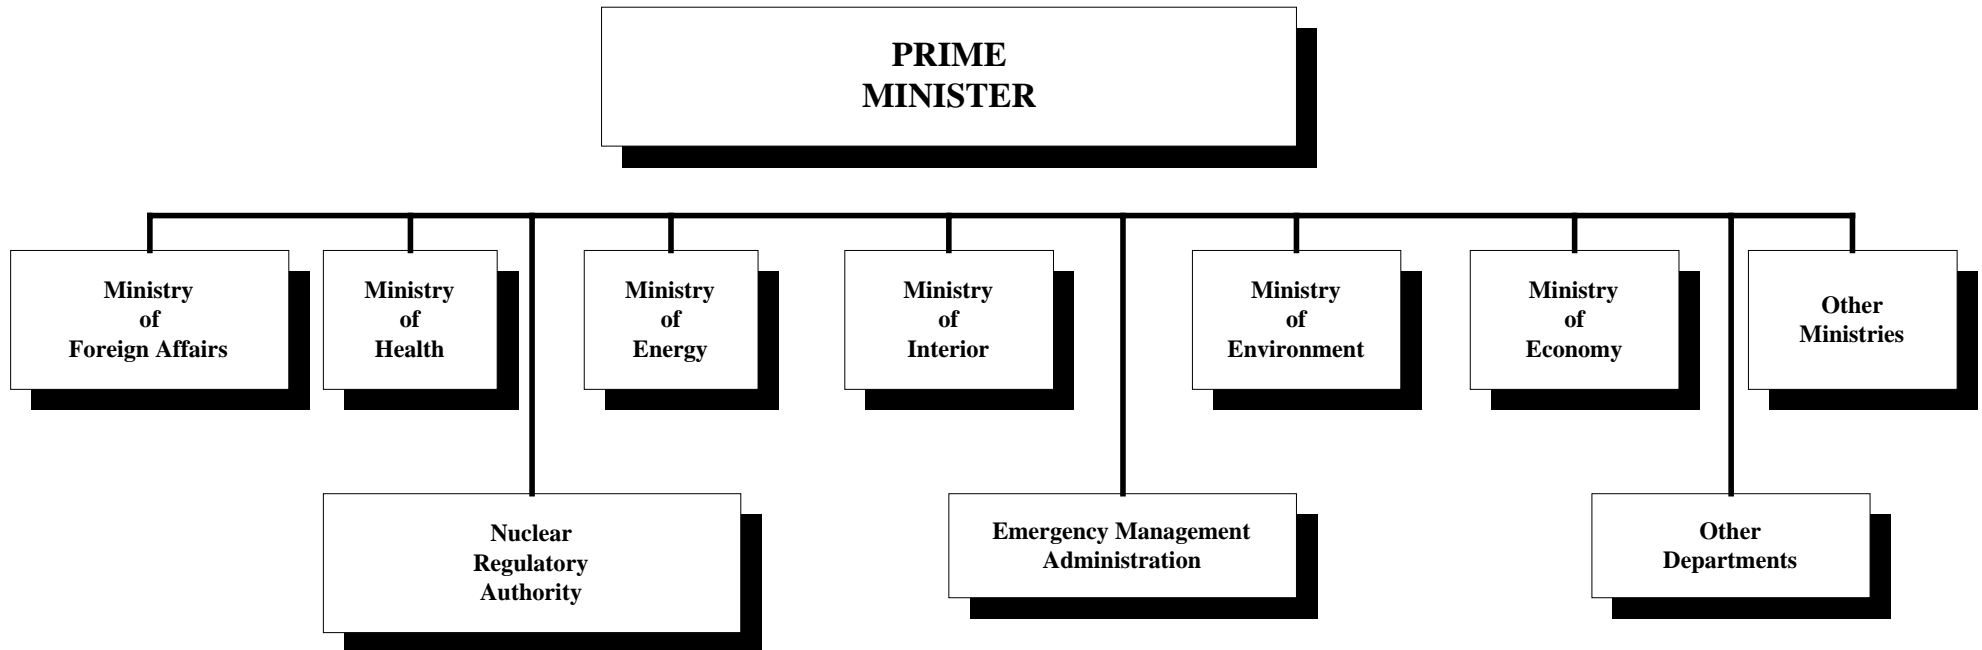 PRIME
MINISTER
Ministry
of
Foreign Affairs
Ministry
of
Health
Ministry
of
Energy
Ministry
of
Interior
Ministry
of
Environment
Ministry
of
Economy
Other
Ministries
Nuclear
Regulatory
Authority
Emergency Management
Administration
Other
Departments